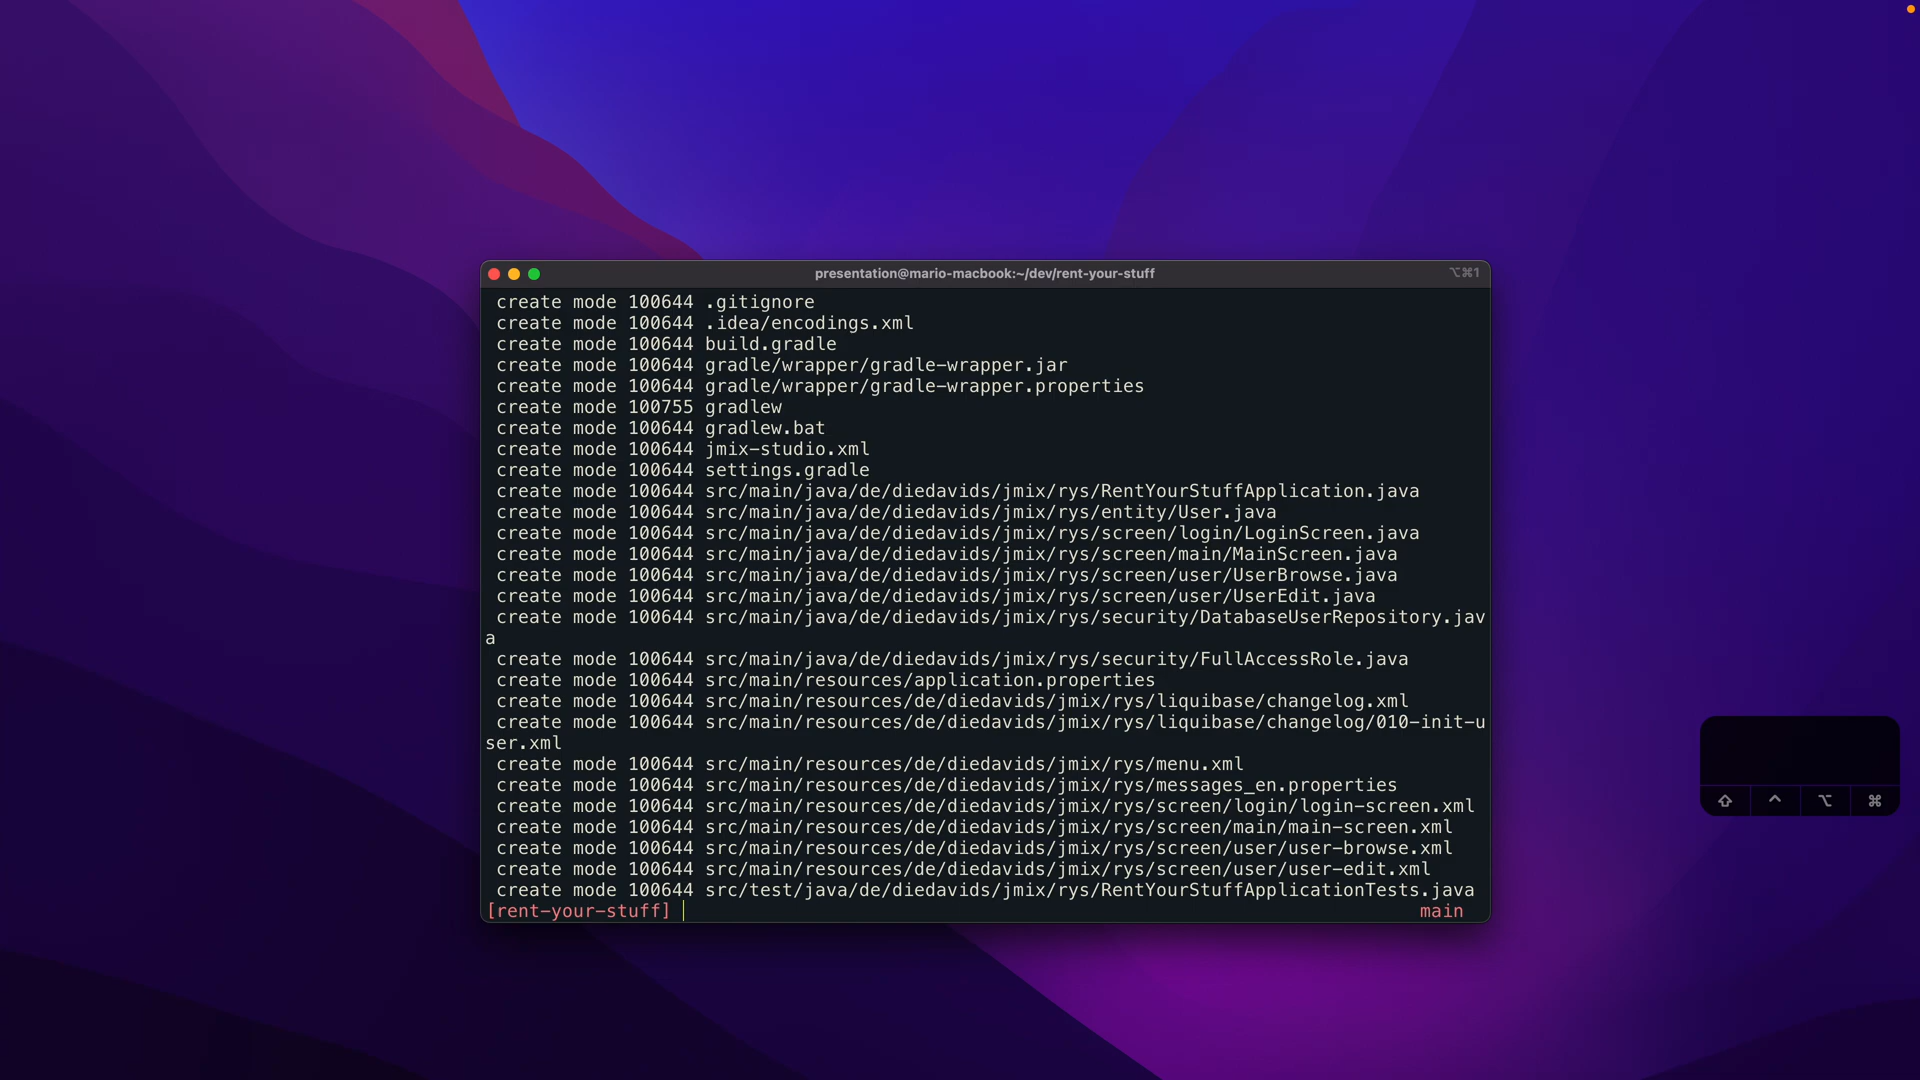 presentation@mario-macbook:~/dev/rent-your-stuff
⌥⌘1
create mode 100644 .gitignore
create mode 100644 .idea/encodings.xml
create mode 100644 build.gradle
create mode 100644 gradle/wrapper/gradle-wrapper.jar
create mode 100644 gradle/wrapper/gradle-wrapper.properties
create mode 100755 gradlew
create mode 100644 gradlew.bat
create mode 100644 jmix-studio.xml
create mode 100644 settings.gradle
create mode 100644 src/main/java/de/diedavids/jmix/rys/RentYourStuffApplication.java
create mode 100644 src/main/java/de/diedavids/jmix/rys/entity/User.java
create mode 100644 src/main/java/de/diedavids/jmix/rys/screen/login/LoginScreen.java
create mode 100644 src/main/java/de/diedavids/jmix/rys/screen/main/MainScreen.java
create mode 100644 src/main/java/de/diedavids/jmix/rys/screen/user/UserBrowse.java
create mode 100644 src/main/java/de/diedavids/jmix/rys/screen/user/UserEdit.java
create mode 100644 src/main/java/de/diedavids/jmix/rys/security/DatabaseUserRepository.jav
a
create mode 100644 src/main/java/de/diedavids/jmix/rys/security/FullAccessRole.java
create mode 100644 src/main/resources/application.properties
create mode 100644 src/main/resources/de/diedavids/jmix/rys/liquibase/changelog.xml
create mode 100644 src/main/resources/de/diedavids/jmix/rys/liquibase/changelog/010-init-u
ser.xml
create mode 100644 src/main/resources/de/diedavids/jmix/rys/menu.xml
create mode 100644 src/main/resources/de/diedavids/jmix/rys/messages_en.properties
create mode 100644 src/main/resources/de/diedavids/jmix/rys/screen/login/login-screen.xml
create mode 100644 src/main/resources/de/diedavids/jmix/rys/screen/main/main-screen.xml
create mode 100644 src/main/resources/de/diedavids/jmix/rys/screen/user/user-browse.xml
create mode 100644 src/main/resources/de/diedavids/jmix/rys/screen/user/user-edit.xml
create mode 100644 src/test/java/de/diedavids/jmix/rys/RentYourStuffApplicationTests.java
[rent-your-stuff] main
⇧ ⌃ ⌥ ⌘